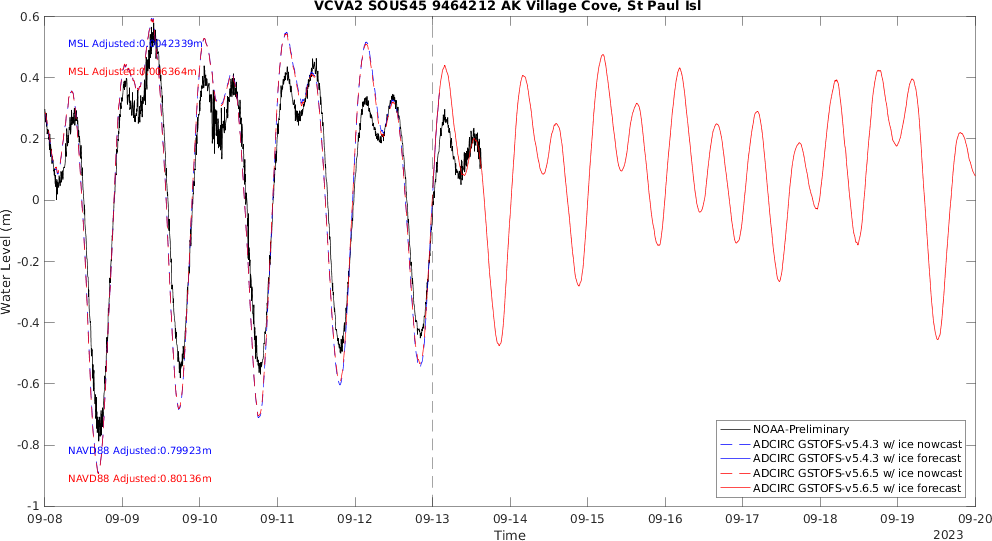 VCVA2 SOUS45 9464212 AK Village Cove, St Paul Isl
0.6
MSL Adjusted:0.0042339m
MSL Adjusted:0.006364m
0.4
0.2
0
-0.2
-0.4
-0.6
-0.8
-1
Water Level (m)
NAVD88 Adjusted:0.79923m
NAVD88 Adjusted:0.80136m
NOAA-Preliminary
ADCIRC GSTOFS-v5.4.3 w/ ice nowcast
ADCIRC GSTOFS-v5.4.3 w/ ice forecast
ADCIRC GSTOFS-v5.6.5 w/ ice nowcast
ADCIRC GSTOFS-v5.6.5 w/ ice forecast
09-08 09-09 09-10 09-11 09-12 09-13 09-14 09-15 09-16 09-17 09-18 09-19 09-20
Time
2023